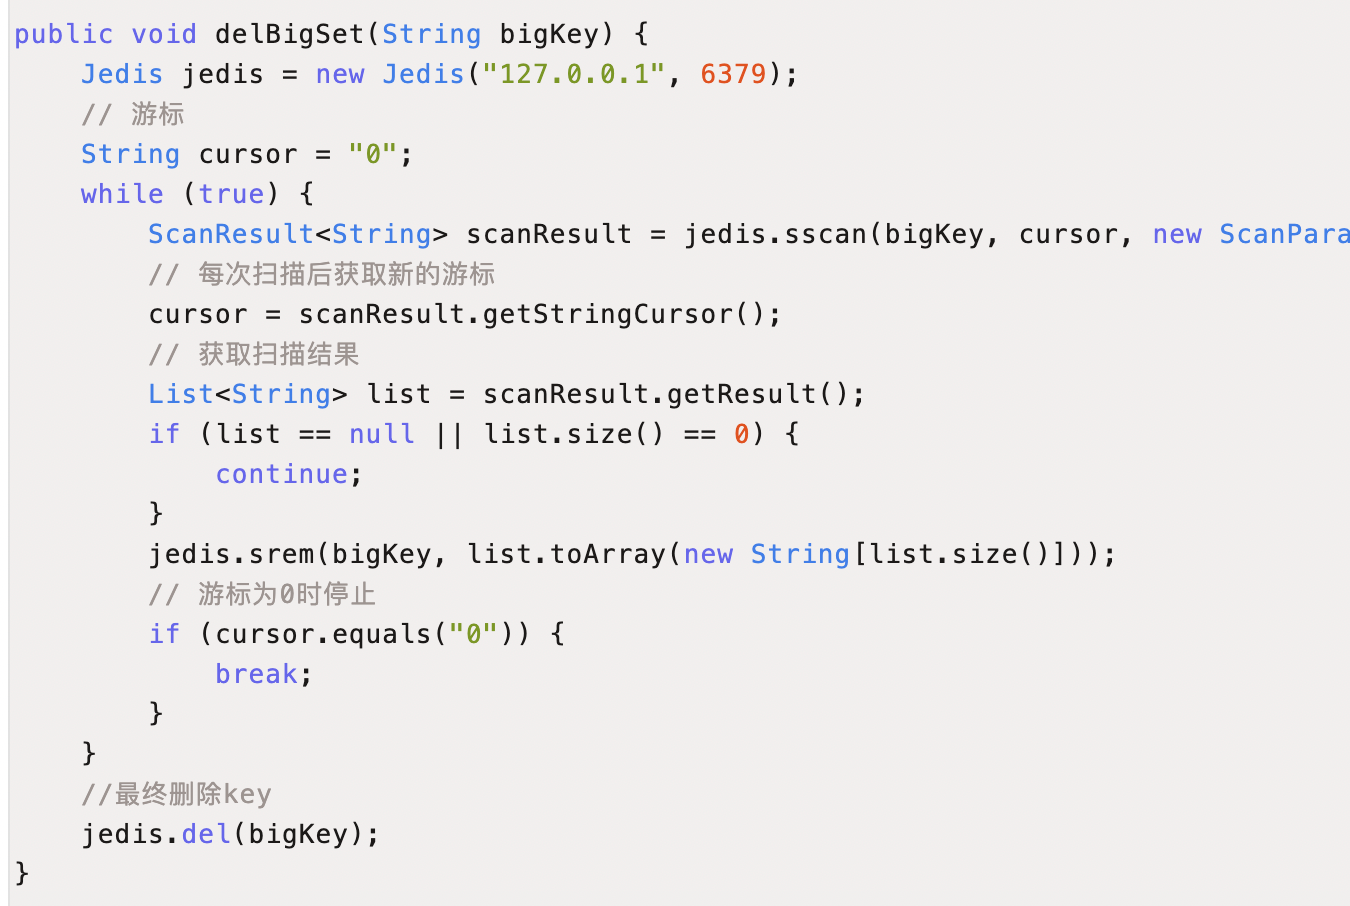 public void delBigSet(String bigKey) {
    Jedis jedis = new Jedis("127.0.0.1", 6379);
    // 游标
    String cursor = "0";
    while (true) {
        ScanResult<String> scanResult = jedis.sscan(bigKey, cursor, new ScanPara
        // 每次扫描后获取新的游标
        cursor = scanResult.getStringCursor();
        // 获取扫描结果
        List<String> list = scanResult.getResult();
        if (list == null || list.size() == 0) {
            continue;
        }
        jedis.srem(bigKey, list.toArray(new String[list.size()]));
        // 游标为0时停止
        if (cursor.equals("0")) {
            break;
        }
    }
    //最终删除key
    jedis.del(bigKey);
}